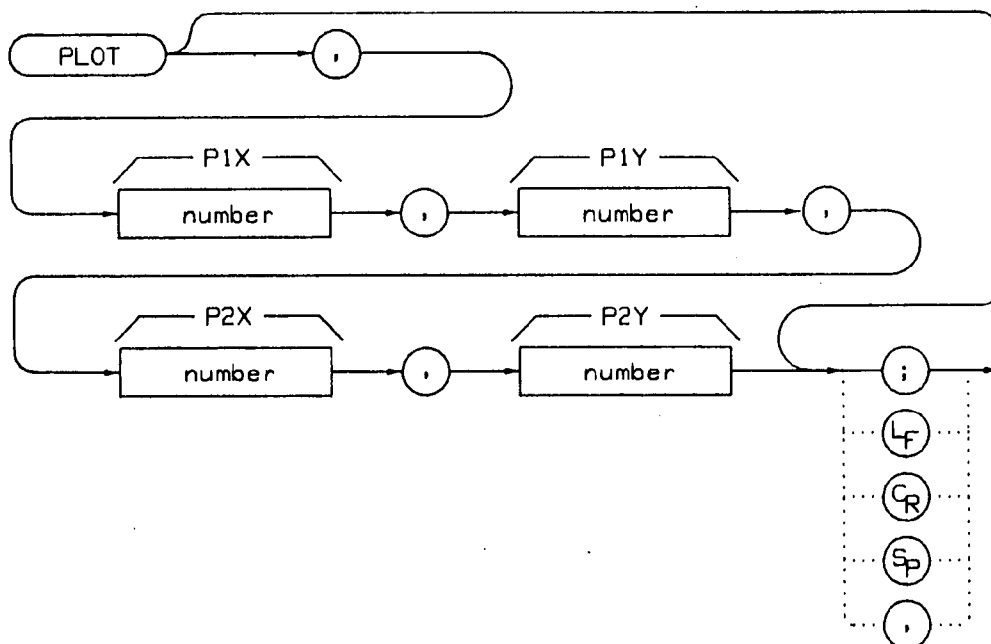 PLOT ,
P1X P1Y
number , number ,
P2X P2Y
number , number ;
LF
CR
SP
,